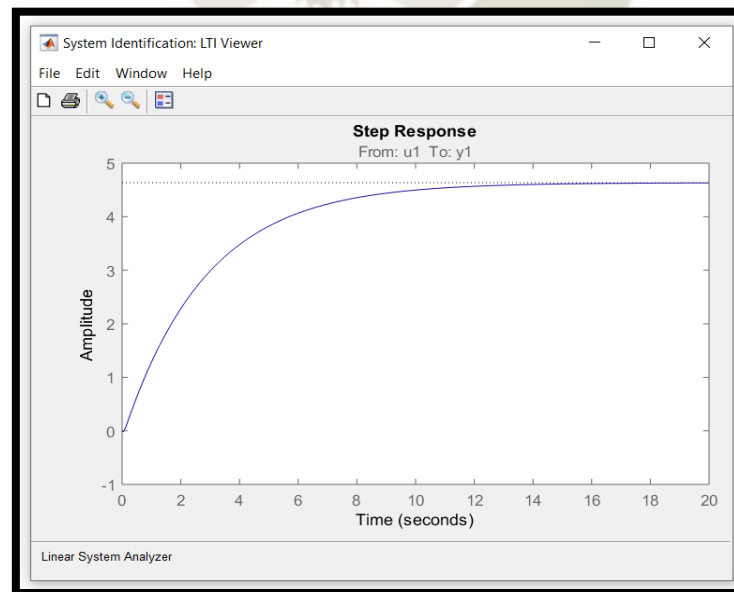 System Identification: LTI Viewer
File Edit Window Help
Step Response
From: u1 To: y1
Amplitude
5
4
3
2
1
0
-1
0 2 4 6 8 10 12 14 16 18 20
Time (seconds)
Linear System Analyzer